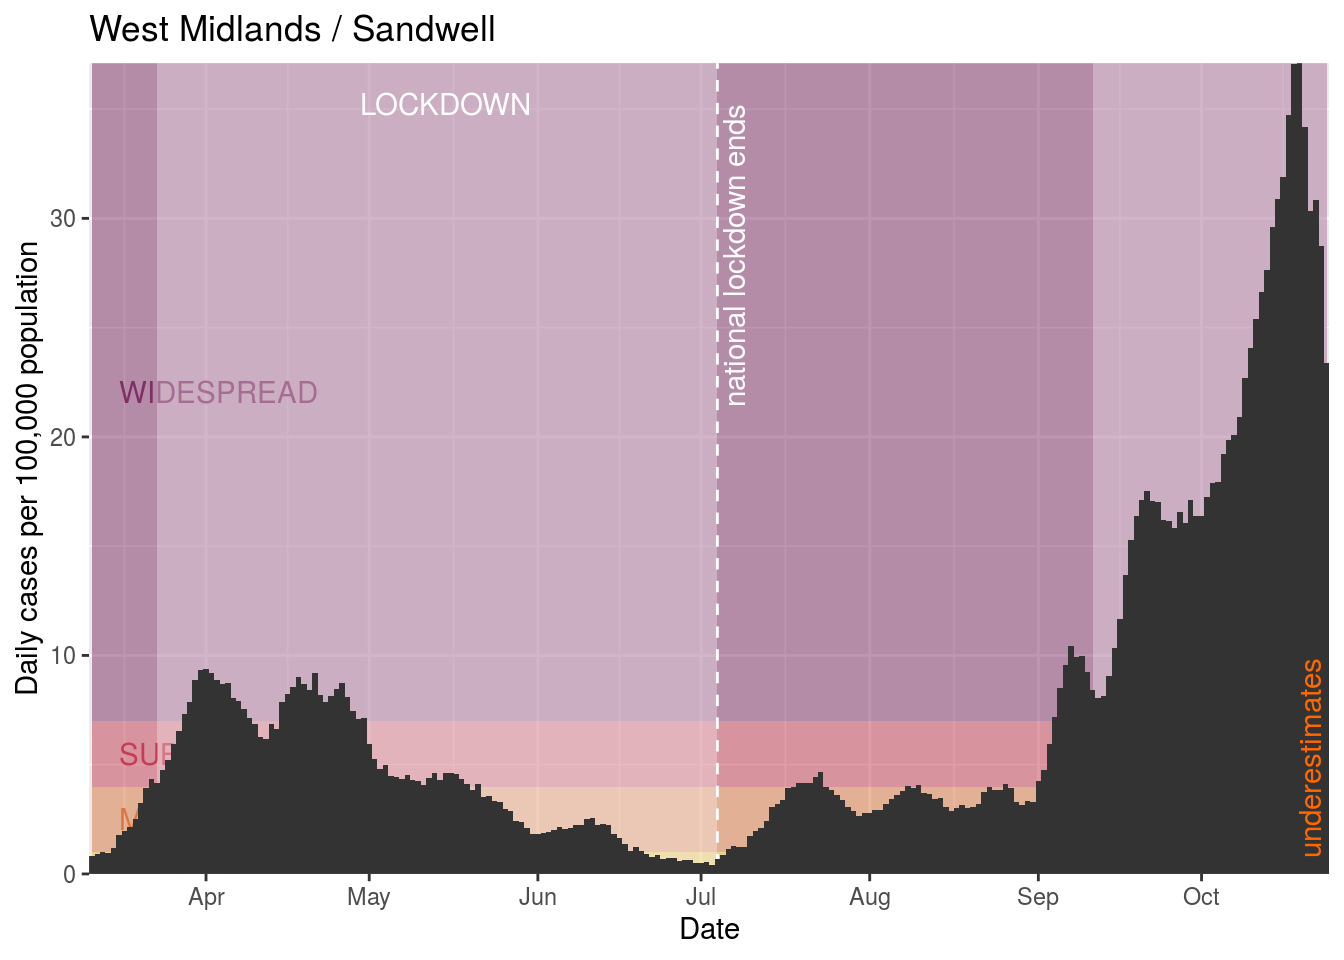 West Midlands / Sandwell
LOCKDOWN
national lockdown ends
WIDESPREAD
SUB
M
underestimates
Daily cases per 100,000 population
30
20
10
0
Apr May Jun Jul Aug Sep Oct
Date